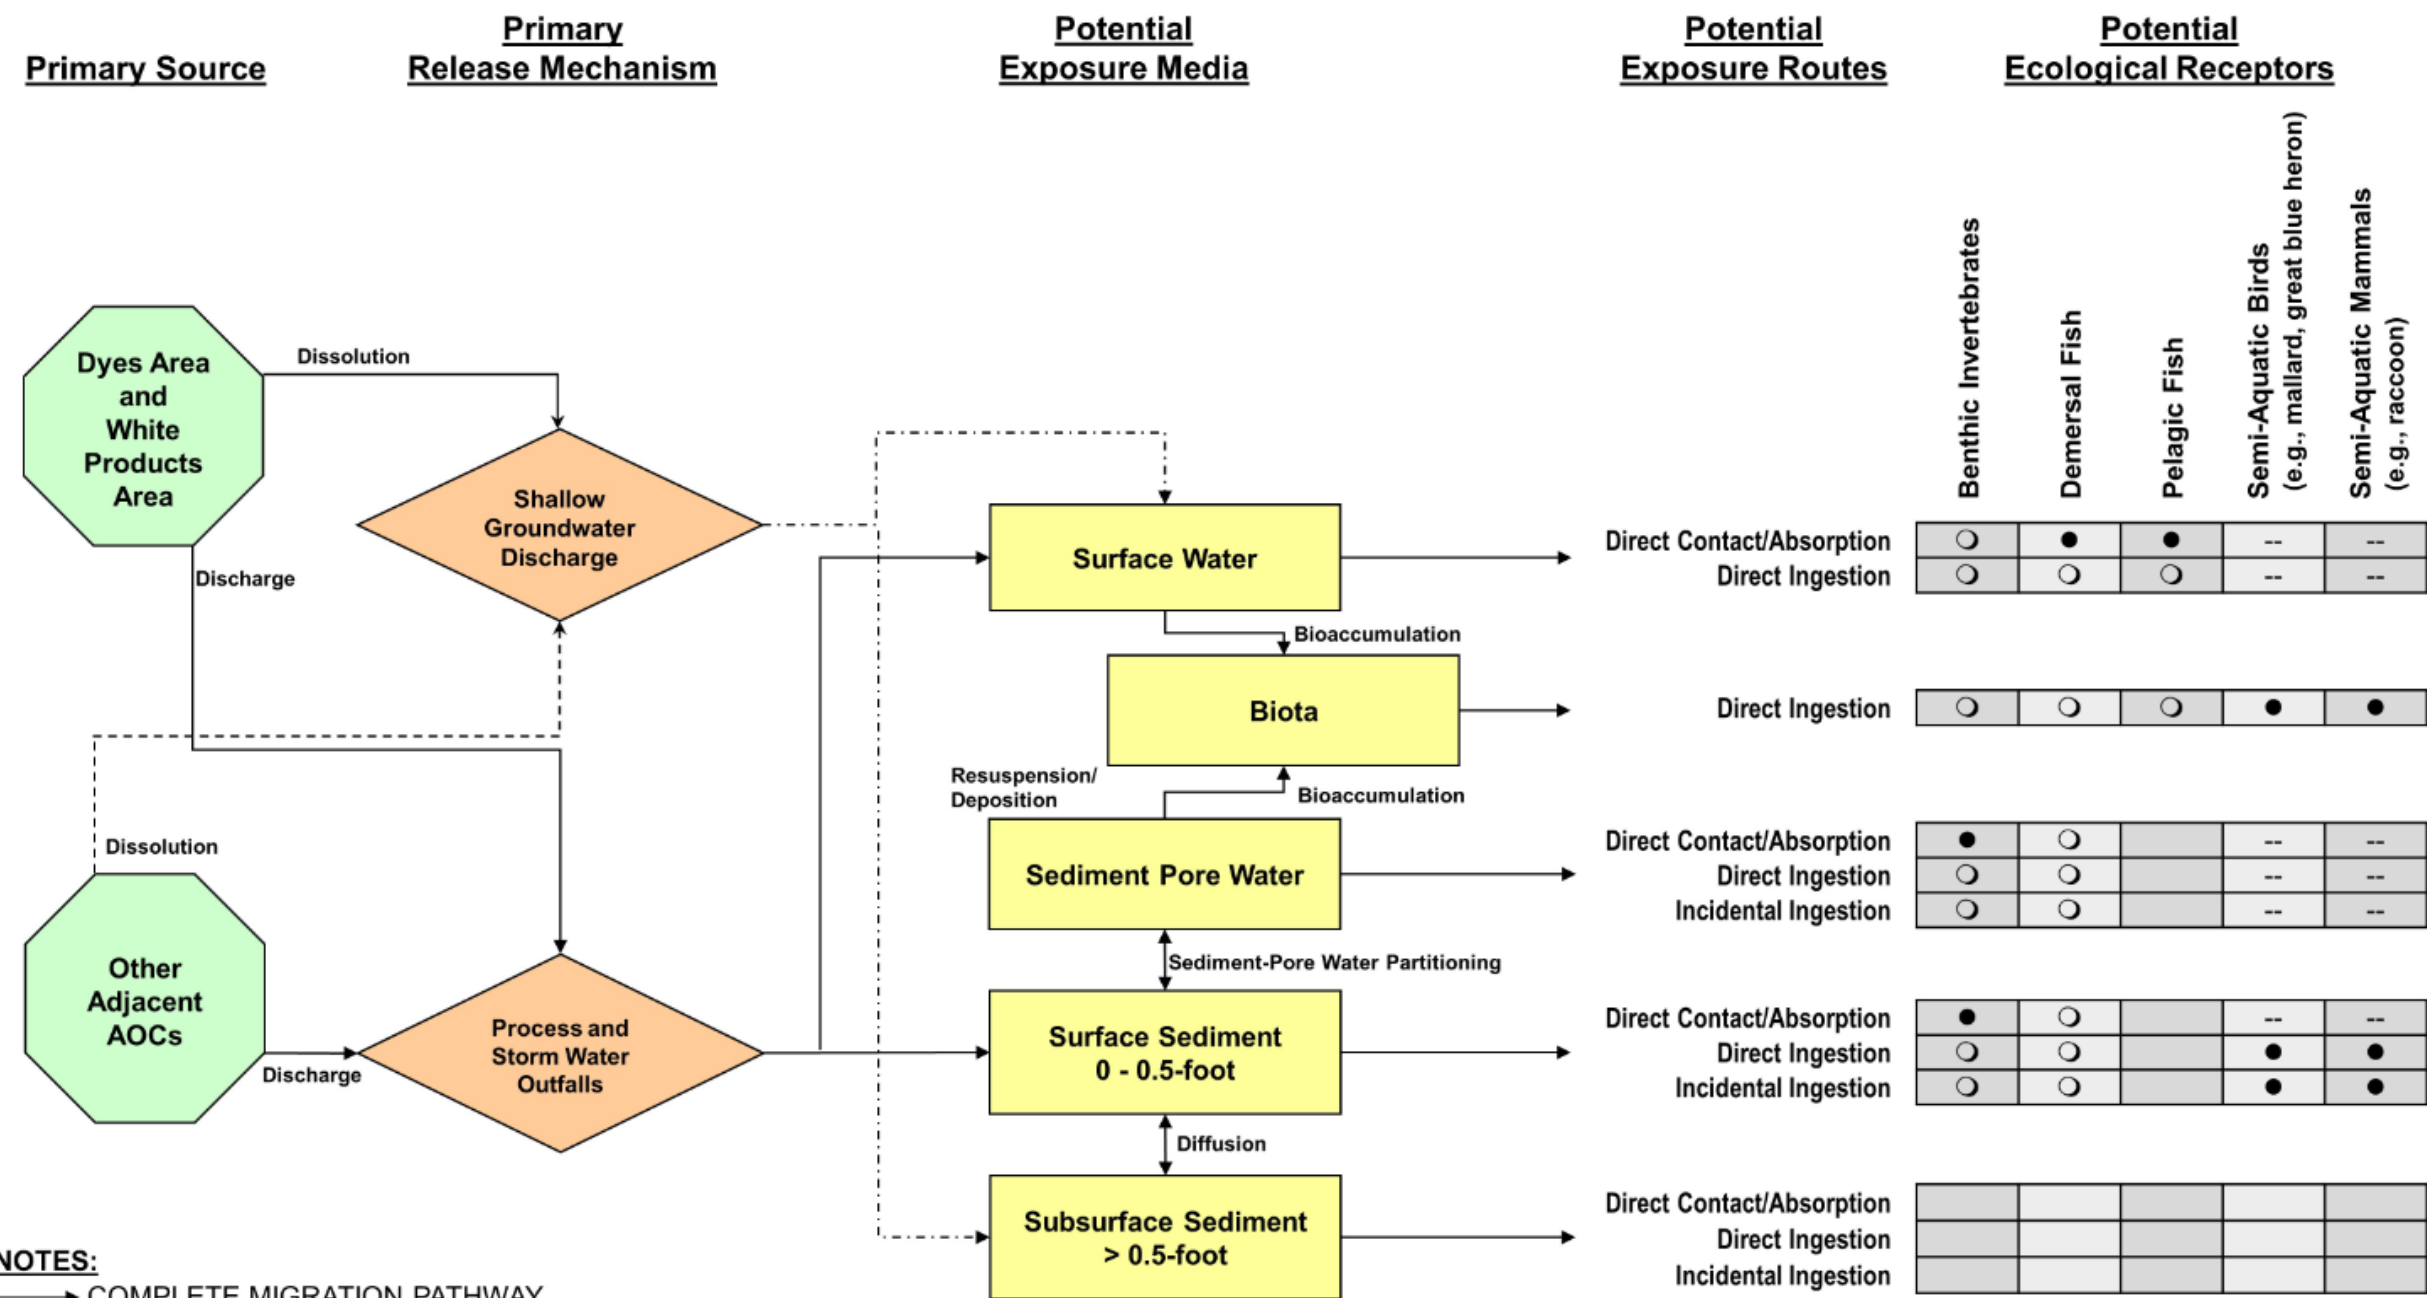 Primary Source
Primary
Release Mechanism
Potential
Exposure Media
Potential
Exposure Routes
Potential
Ecological Receptors
Benthic Invertebrates
Demersal Fish
Pelagic Fish
Semi-Aquatic Birds
(e.g., mallard, great blue heron)
Semi-Aquatic Mammals
(e.g., raccoon)
Dyes Area
and
White
Products
Area
Dissolution
Discharge
Shallow
Groundwater
Discharge
Surface Water
Direct Contact/Absorption -- --
Direct Ingestion -- --
Bioaccumulation
Biota
Direct Ingestion
Resuspension/
Deposition
Bioaccumulation
Sediment Pore Water
Direct Contact/Absorption -- --
Direct Ingestion -- --
Incidental Ingestion -- --
Dissolution
Other
Adjacent
AOCs
Discharge
Process and
Storm Water
Outfalls
Sediment-Pore Water Partitioning
Surface Sediment
0 - 0.5-foot
Direct Contact/Absorption -- --
Direct Ingestion
Incidental Ingestion
Diffusion
Subsurface Sediment
> 0.5-foot
Direct Contact/Absorption
Direct Ingestion
Incidental Ingestion
NOTES:
COMPLETE MIGRATION PATHWAY